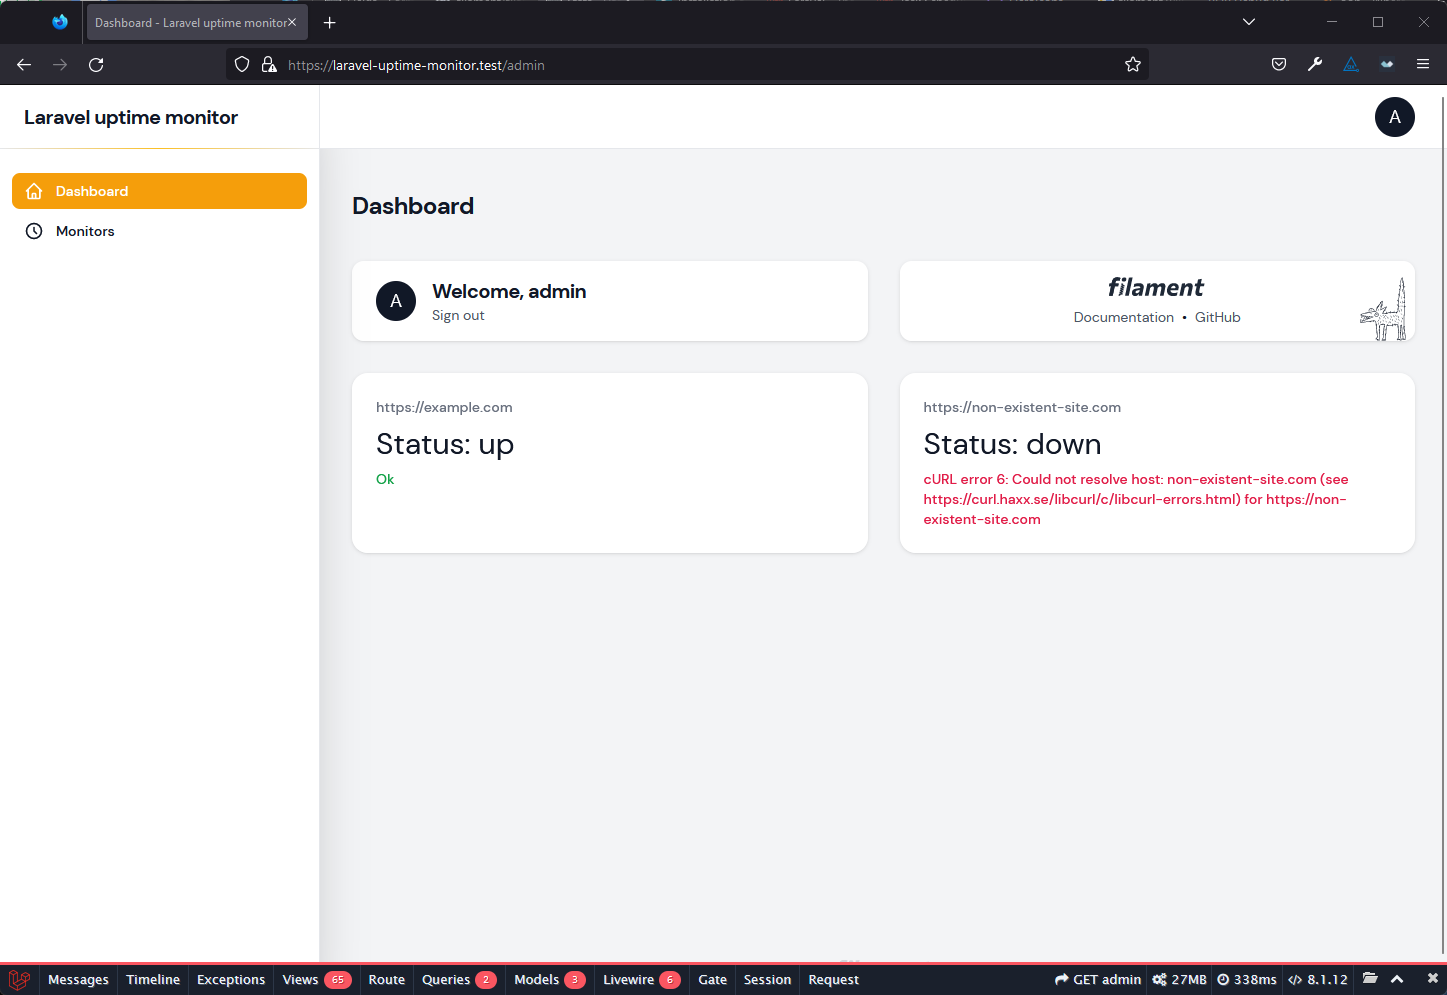 Dashboard - Laravel uptime monitor
https://laravel-uptime-monitor.test/admin
Laravel uptime monitor
A
Dashboard
Monitors
Dashboard
A
Welcome, admin
Sign out
filament
Documentation • GitHub
https://example.com
Status: up
Ok
https://non-existent-site.com
Status: down
cURL error 6: Could not resolve host: non-existent-site.com (see
https://curl.haxx.se/libcurl/c/libcurl-errors.html) for https://non-
existent-site.com
Messages Timeline Exceptions Views 65 Route Queries 2 Models 3 Livewire 6 Gate Session Request GET admin 27MB 338ms 8.1.12